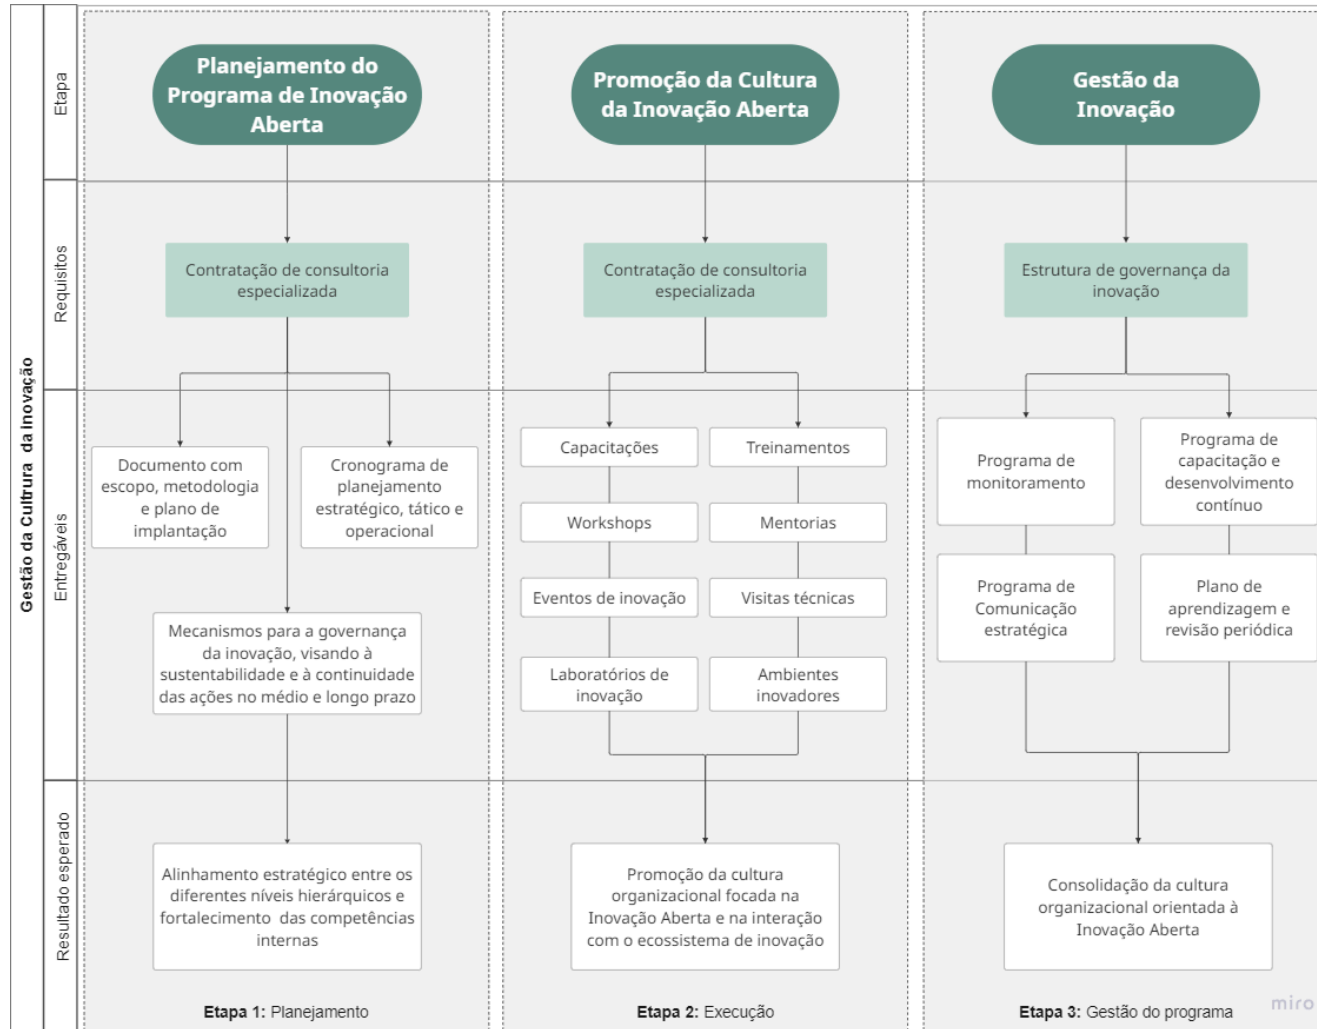 Gestão da Cultrura da inovação
Etapa
Planejamento do
Programa de Inovação
Aberta
Promoção da Cultura
da Inovação Aberta
Gestão da
Inovação
Requisitos
Contratação de consultoria
especializada
Contratação de consultoria
especializada
Estrutura de governança da
inovação
Entregáveis
Documento com
escopo, metodologia
e plano de
implantação
Cronograma de
planejamento
estratégico, tático e
operacional
Mecanismos para a governança
da inovação, visando à
sustentabilidade e à continuidade
das ações no médio e longo prazo
Capacitações
Treinamentos
Workshops
Mentorias
Eventos de inovação
Visitas técnicas
Laboratórios de
inovação
Ambientes
inovadores
Programa de
monitoramento
Programa de
capacitação e
desenvolvimento
contínuo
Programa de
Comunicação
estratégica
Plano de
aprendizagem e
revisão periódica
Resultado esperado
Alinhamento estratégico entre os
diferentes níveis hierárquicos e
fortalecimento das competências
internas
Promoção da cultura
organizacional focada na
Inovação Aberta e na interação
com o ecossistema de inovação
Consolidação da cultura
organizacional orientada à
Inovação Aberta
Etapa 1: Planejamento
Etapa 2: Execução
Etapa 3: Gestão do programa
miro